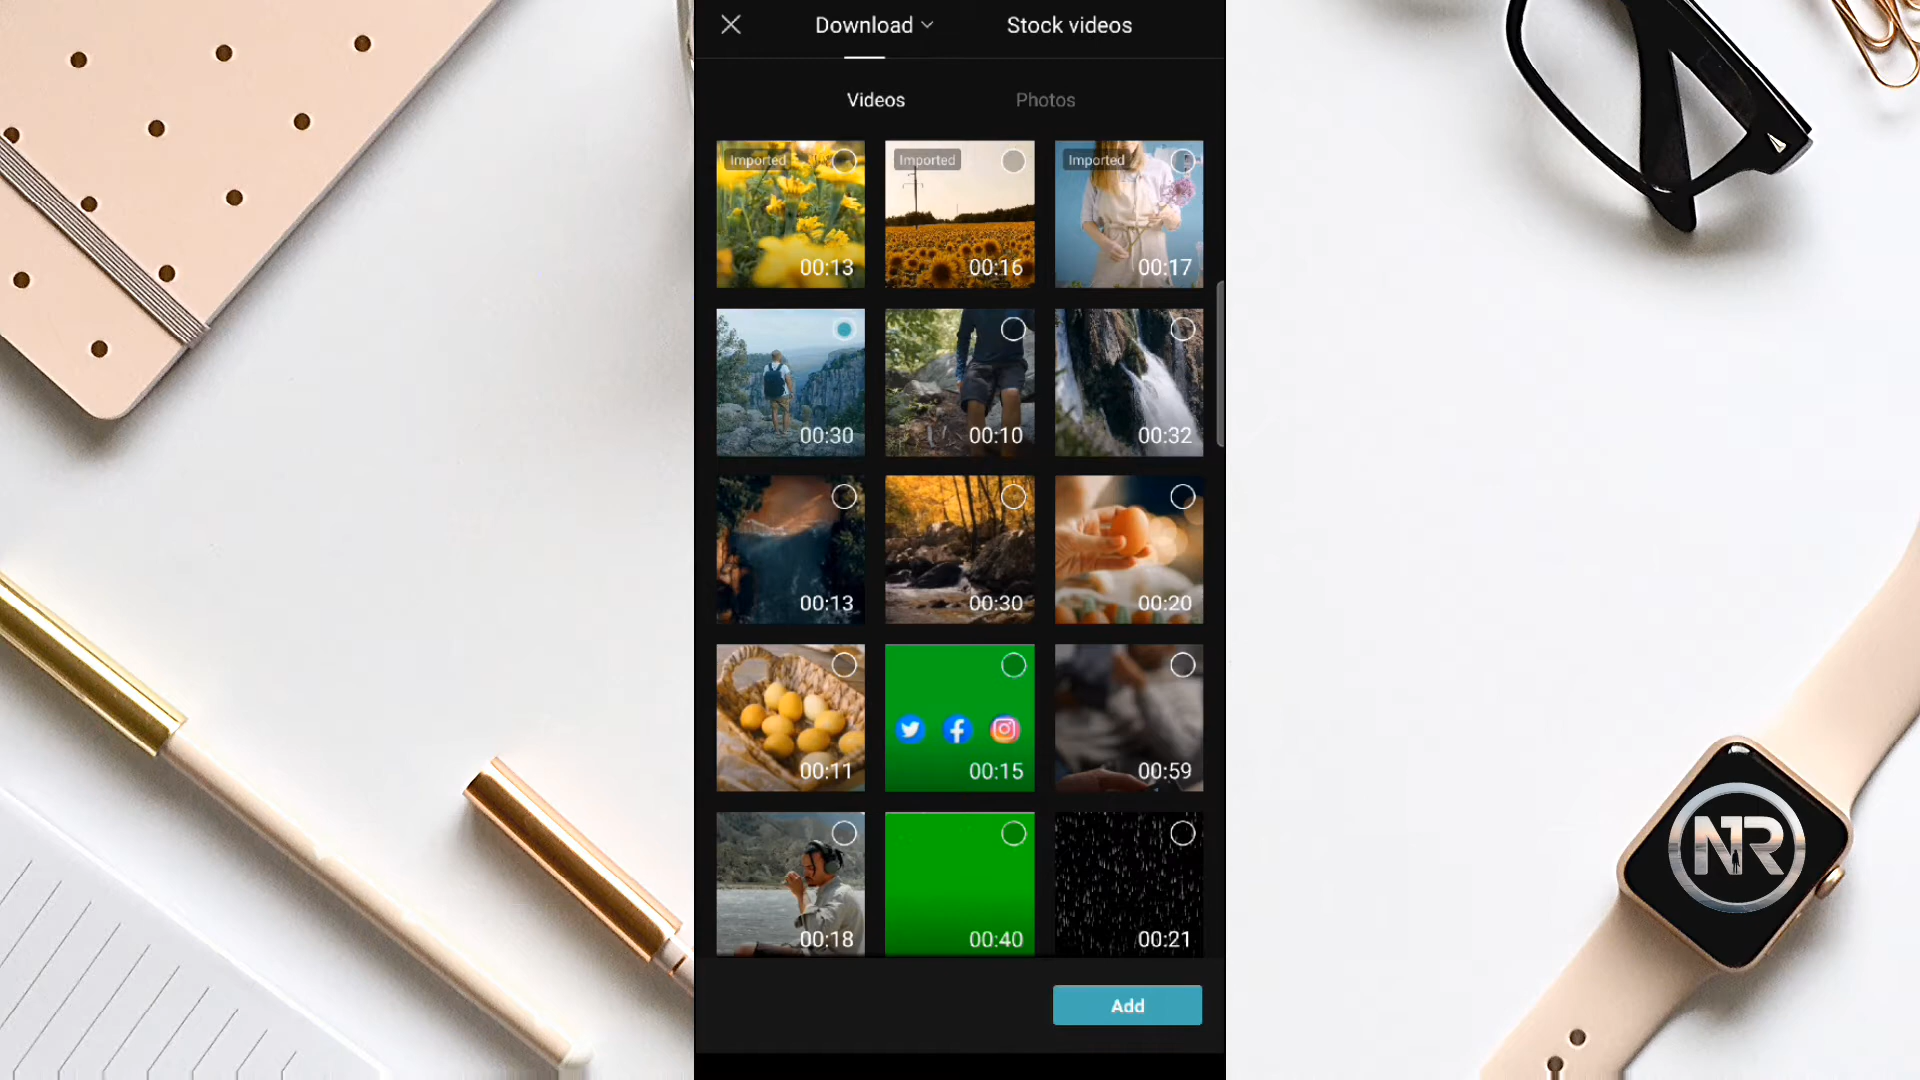 Download
Stock videos
Videos
Photos
Imported
Imported
Imported
00:13
00:16
00:17
00:30
00:10
00:32
00:13
00:30
00:20
00:11
00:15
00:59
00:18
00:40
00:21
Add
NTR